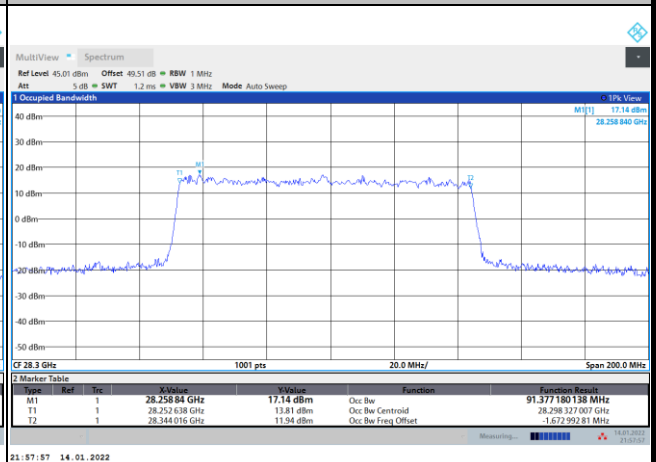 MultiView Spectrum
Ref Level 45.01 dBm Offset 49.51 dB RBW 1 MHz
Att 5 dB SWT 1.2 ms VBW 3 MHz Mode Auto Sweep
1 Occupied Bandwidth 1Pk View
M1[1] 17.14 dBm
28.258 840 GHz
40 dBm
30 dBm
20 dBm
T1 M1 T2
10 dBm
0 dBm
-10 dBm
-20 dBm
-30 dBm
-40 dBm
-50 dBm
CF 28.3 GHz 1001 pts 20.0 MHz/ Span 200.0 MHz
2 Marker Table
Type Ref Trc X-Value Y-Value Function Function Result
M1 1 28.258 84 GHz 17.14 dBm Occ Bw 91.377 180 138 MHz
T1 1 28.252 638 GHz 13.81 dBm Occ Bw Centroid 28.298 327 007 GHz
T2 1 28.344 016 GHz 11.94 dBm Occ Bw Freq Offset -1.672 992 81 MHz
Measuring... 14.01.2022
21:57:57
21:57:57 14.01.2022